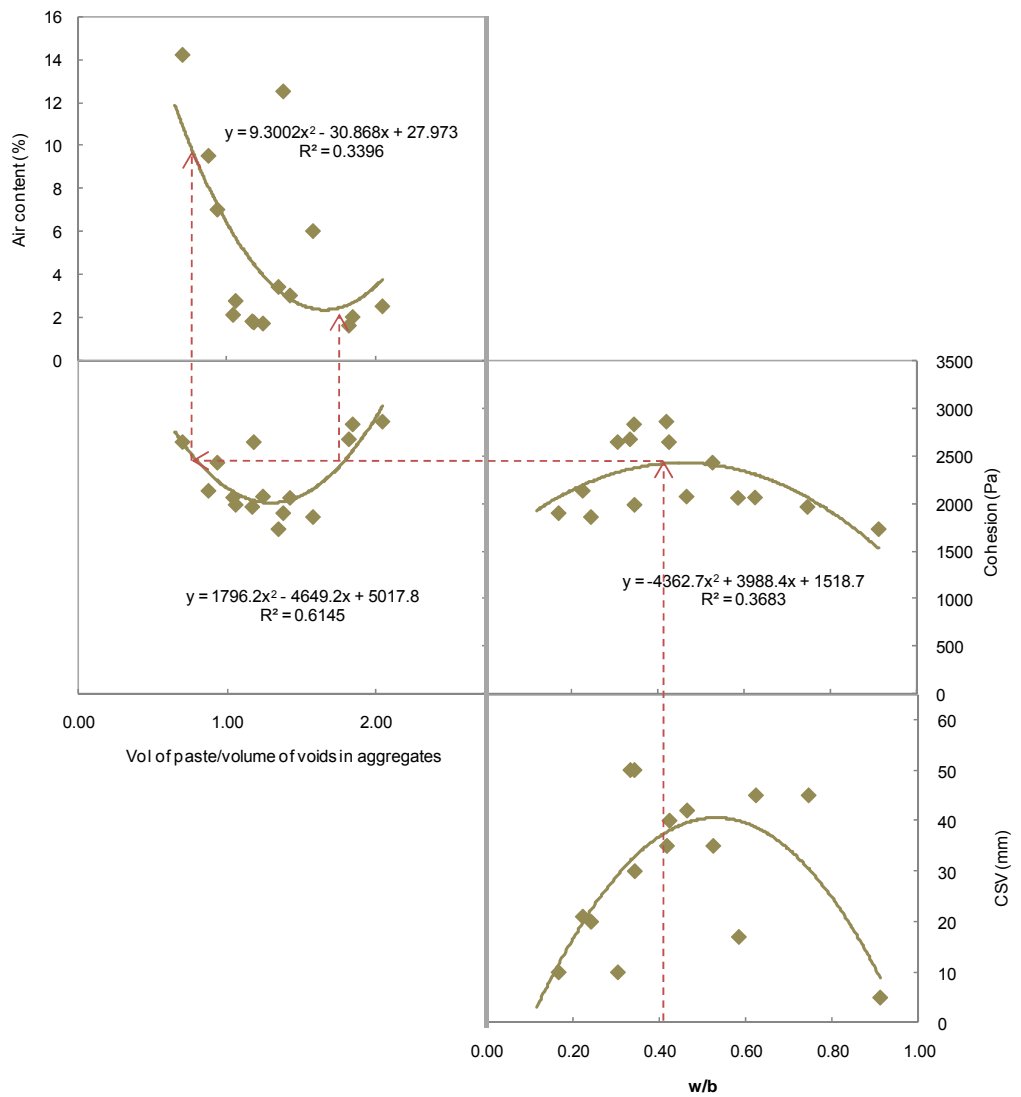 16
14
12
10
8
6
4
2
0
Air content (%)
y = 9.3002x² - 30.868x + 27.973
R² = 0.3396
y = 1796.2x² - 4649.2x + 5017.8
R² = 0.6145
0.00 1.00 2.00
Vol of paste/volume of voids in aggregates
3500
3000
2500
2000
1500
1000
500
0
Cohesion (Pa)
y = -4362.7x² + 3988.4x + 1518.7
R² = 0.3683
60
50
40
30
20
10
0
CSV (mm)
0.00 0.20 0.40 0.60 0.80 1.00
w/b